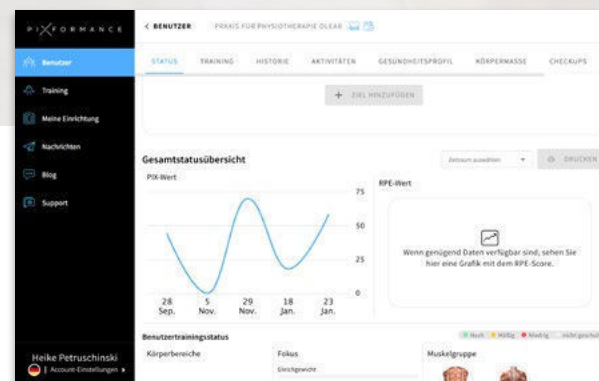 PIXFORMANCE
Benutzer
Training
Meine Einrichtung
Nachrichten
Blog
Support
Heike Petruschinski
Account-Einstellungen
< BENUTZER
PRAXIS FÜR PHYSIOTHERAPIE OLEAR
STATUS TRAINING HISTORIE AKTIVITÄTEN GESUNDHEITSPROFIL KÖRPERMASSE CHECKUPS
+ ZIEL HINZUFÜGEN
Gesamtstatusübersicht
Zeitraum auswählen
DRUCKEN
PIX-Wert
75
50
25
0
28 Sep. 5 Nov. 29 Nov. 18 Jan. 23 Jan.
RPE-Wert
Wenn genügend Daten verfügbar sind, sehen Sie
hier eine Grafik mit dem RPE-Score.
Benutzertrainingsstatus
Hoch Mäßig Niedrig
Körperbereiche
Fokus
Gleichgewicht
Muskelgruppe